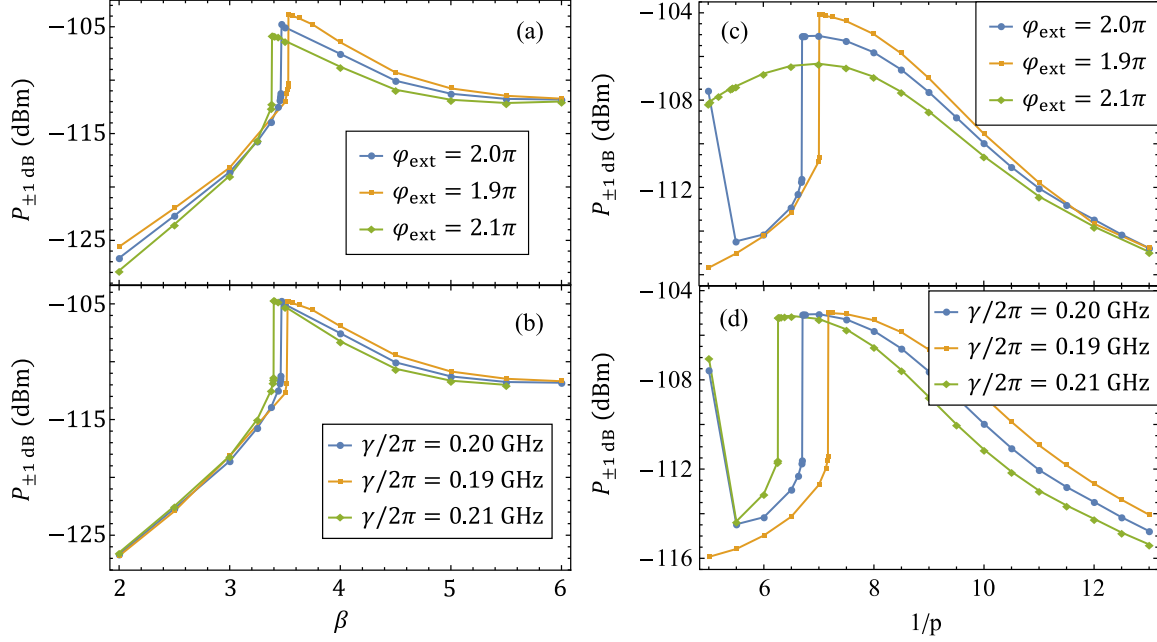 (a)
−105
−115
−125
P±1 dB (dBm)
φext = 2.0π
φext = 1.9π
φext = 2.1π
(b)
−105
−115
−125
P±1 dB (dBm)
γ/2π = 0.20 GHz
γ/2π = 0.19 GHz
γ/2π = 0.21 GHz
2 3 4 5 6
β
(c)
−104
−108
−112
P±1 dB (dBm)
φext = 2.0π
φext = 1.9π
φext = 2.1π
(d)
−104
−108
−112
−116
P±1 dB (dBm)
γ/2π = 0.20 GHz
γ/2π = 0.19 GHz
γ/2π = 0.21 GHz
6 8 10 12
1/p